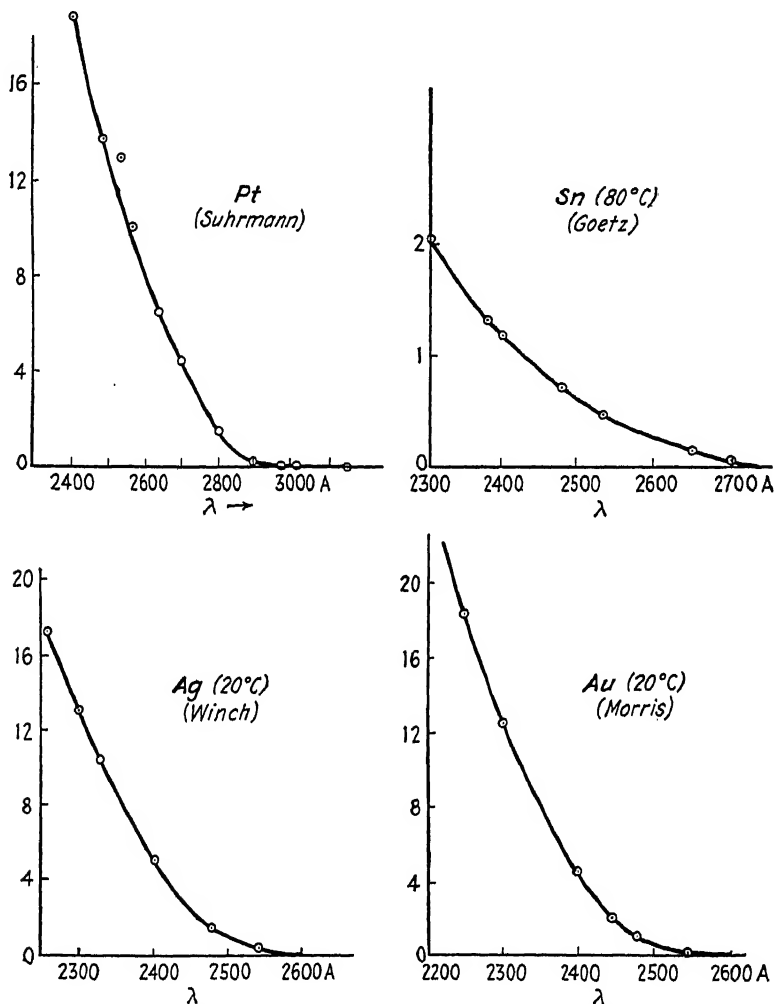 16
12
8
4
0
Pt
(Suhrmann)
2400 2600 2800 3000 A
λ →
2
1
0
Sn (80°C)
(Goetz)
2300 2400 2500 2600 2700 A
λ
20
16
12
8
4
0
Ag (20°C)
(Winch)
2300 2400 2500 2600 A
λ
20
16
12
8
4
0
Au (20°C)
(Morris)
2200 2300 2400 2500 2600 A
λ